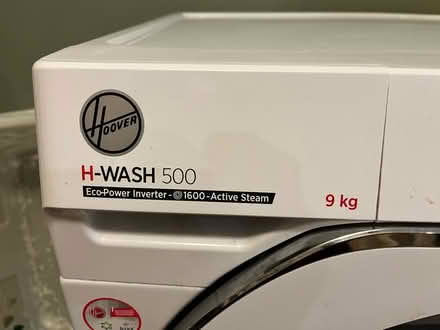 HOOVER
H-WASH 500
Eco-Power Inverter - 1600 - Active Steam
9 kg